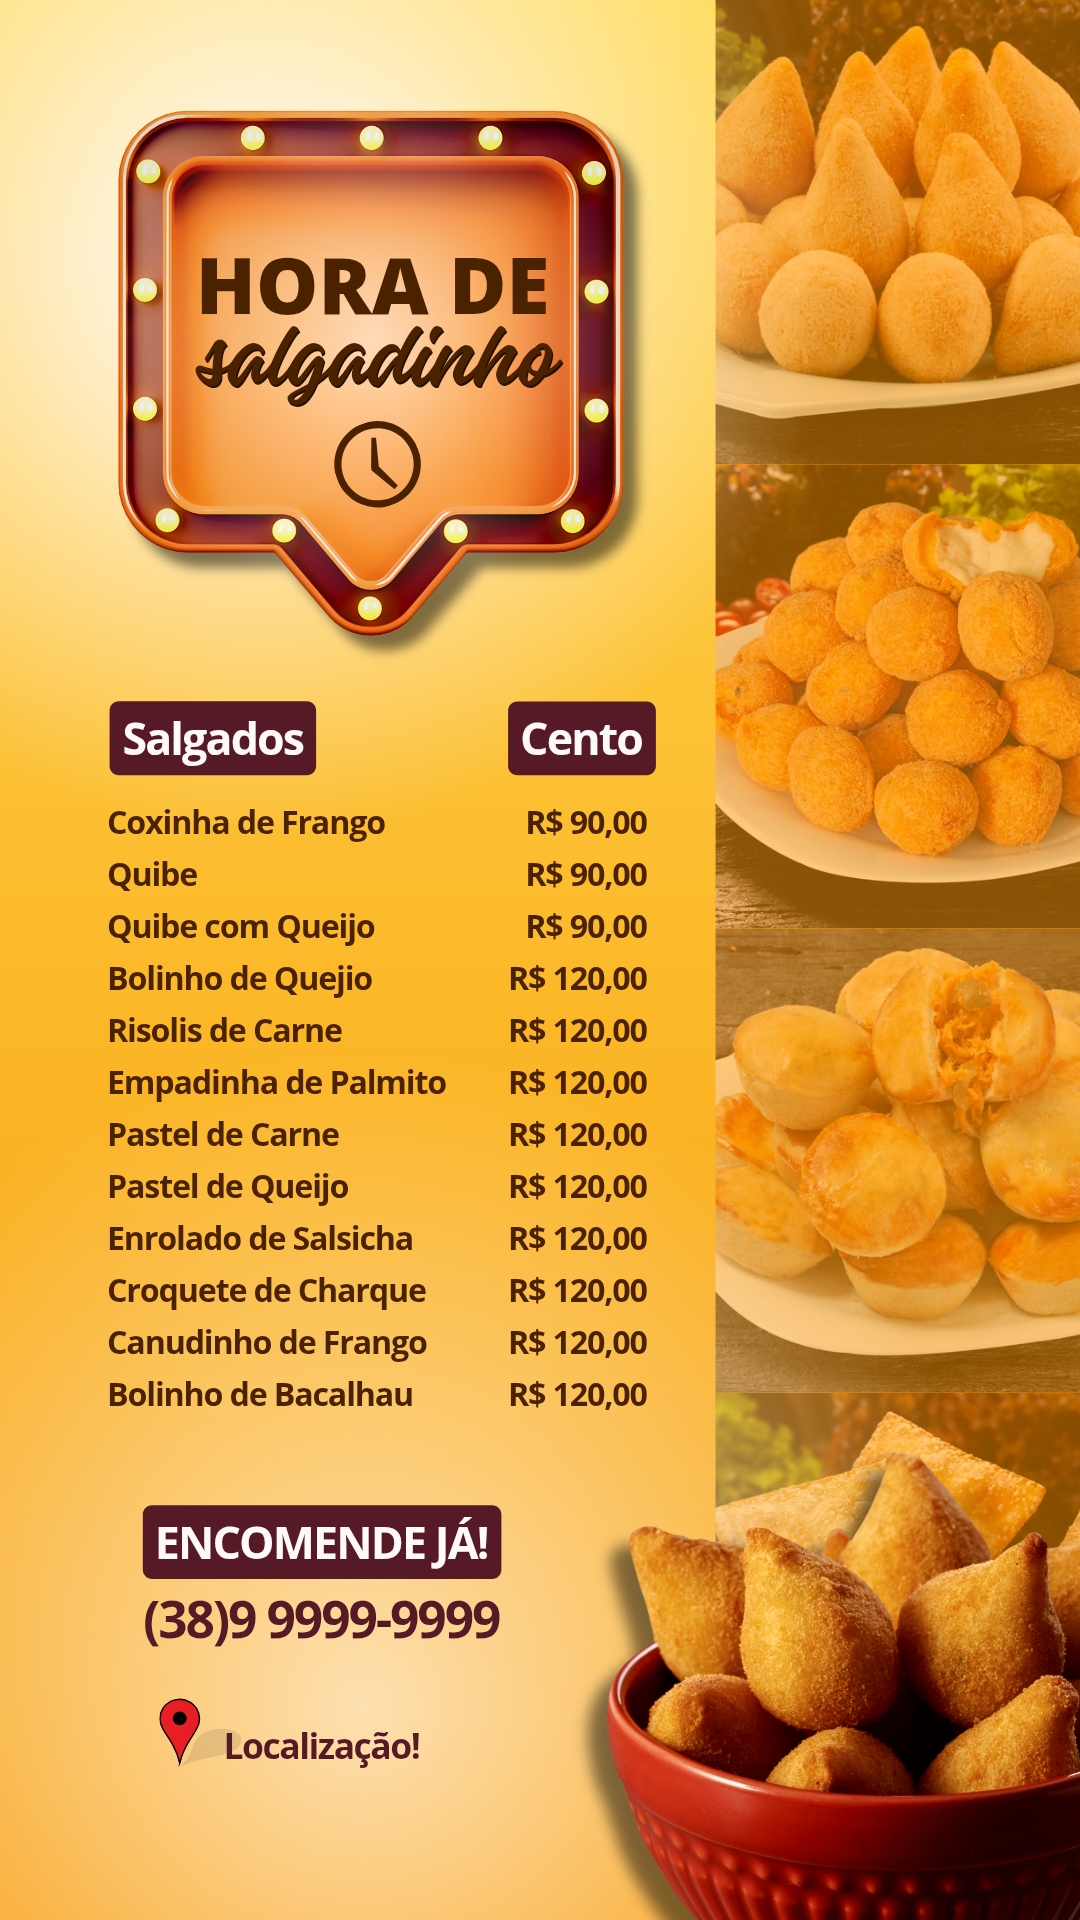 HORA DE
salgadinho
Salgados Cento
Coxinha de Frango R$ 90,00
Quibe R$ 90,00
Quibe com Queijo R$ 90,00
Bolinho de Quejio R$ 120,00
Risolis de Carne R$ 120,00
Empadinha de Palmito R$ 120,00
Pastel de Carne R$ 120,00
Pastel de Queijo R$ 120,00
Enrolado de Salsicha R$ 120,00
Croquete de Charque R$ 120,00
Canudinho de Frango R$ 120,00
Bolinho de Bacalhau R$ 120,00
ENCOMENDE JÁ!
(38)9 9999-9999
Localização!